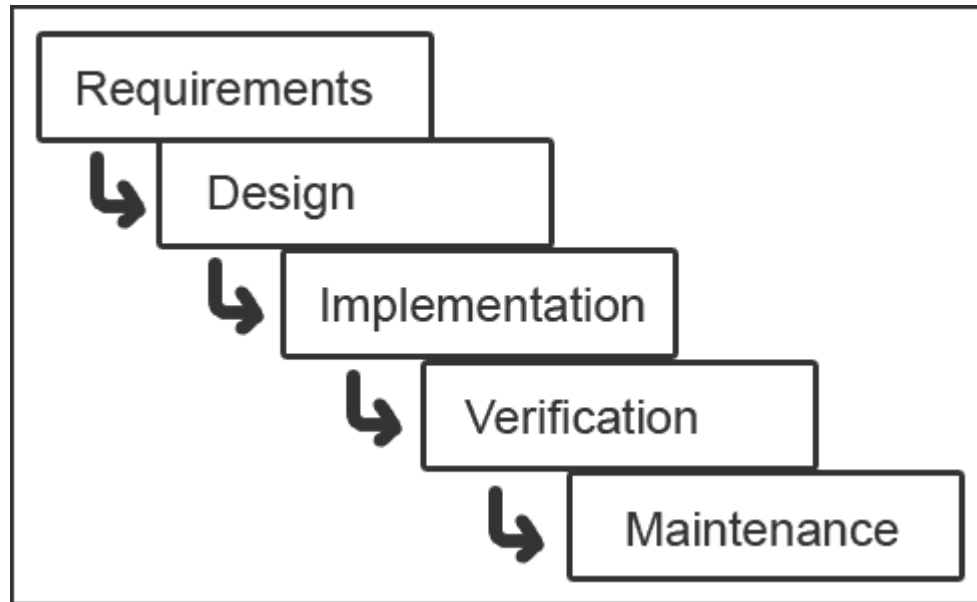 Requirements
Design
Implementation
Verification
Maintenance